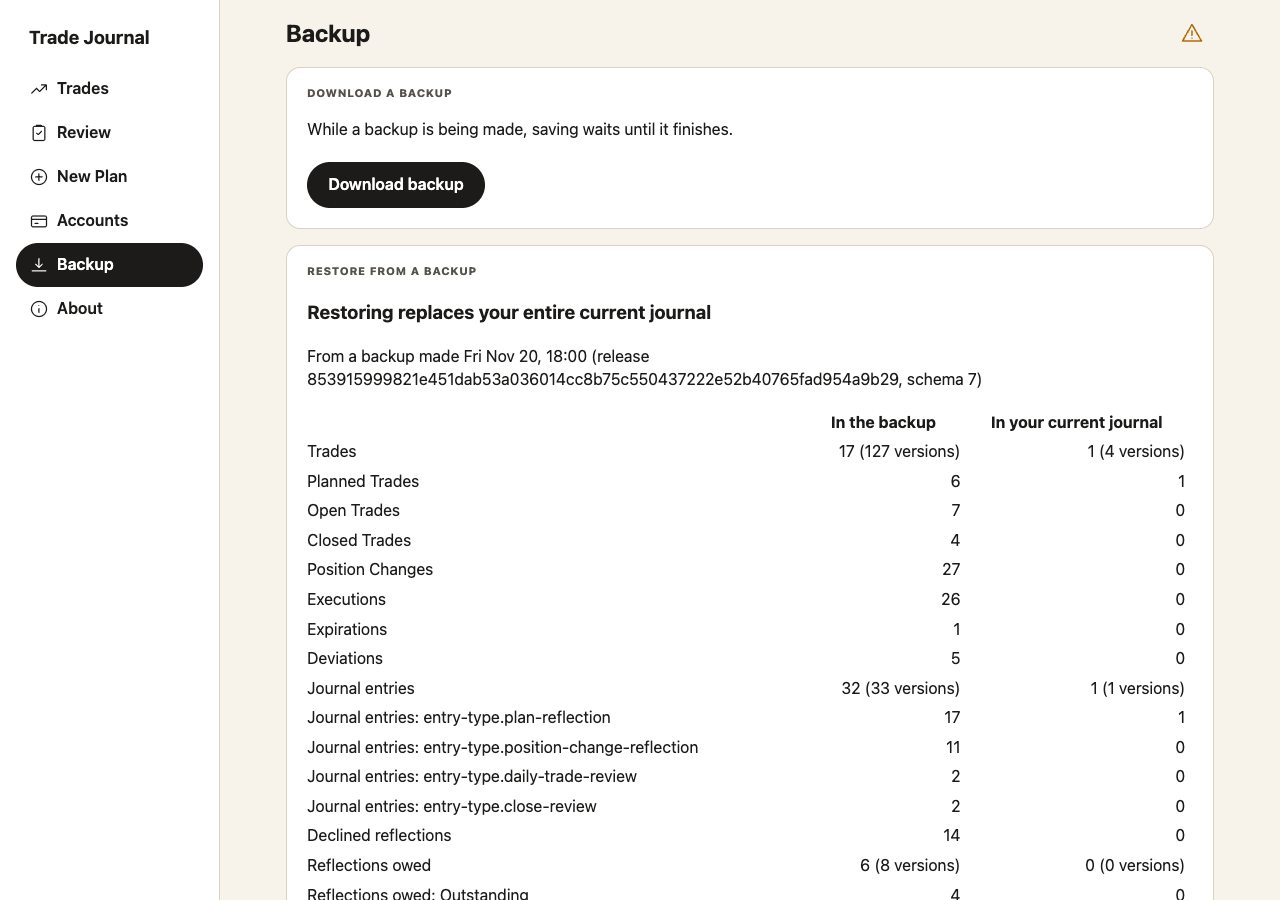 Trade Journal
Trades
Review
New Plan
Accounts
Backup
About
Backup
DOWNLOAD A BACKUP
While a backup is being made, saving waits until it finishes.
Download backup
RESTORE FROM A BACKUP
Restoring replaces your entire current journal
From a backup made Fri Nov 20, 18:00 (release
853915999821e451dab53a036014cc8b75c550437222e52b40765fad954a9b29, schema 7)
In the backup In your current journal
Trades 17 (127 versions) 1 (4 versions)
Planned Trades 6 1
Open Trades 7 0
Closed Trades 4 0
Position Changes 27 0
Executions 26 0
Expirations 1 0
Deviations 5 0
Journal entries 32 (33 versions) 1 (1 versions)
Journal entries: entry-type.plan-reflection 17 1
Journal entries: entry-type.position-change-reflection 11 0
Journal entries: entry-type.daily-trade-review 2 0
Journal entries: entry-type.close-review 2 0
Declined reflections 14 0
Reflections owed 6 (8 versions) 0 (0 versions)
Reflections owed: Outstanding 4 0